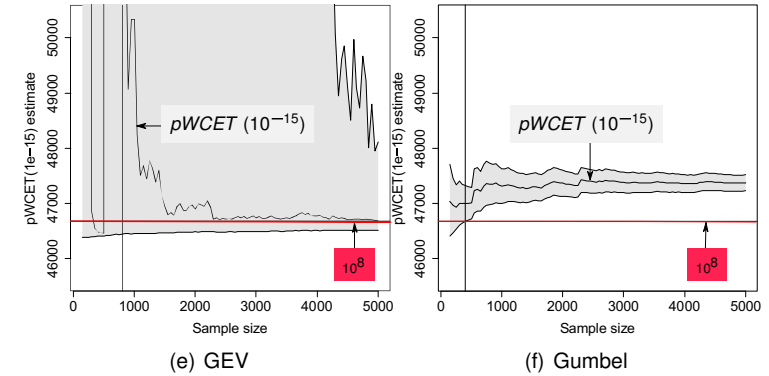 pWCET(1e−15) estimate
50000
49000
48000
47000
46000
pWCET (10−15)
10⁸
0 1000 2000 3000 4000 5000
Sample size
(e) GEV
pWCET(1e−15) estimate
50000
49000
48000
47000
46000
pWCET (10−15)
10⁸
0 1000 2000 3000 4000 5000
Sample size
(f) Gumbel